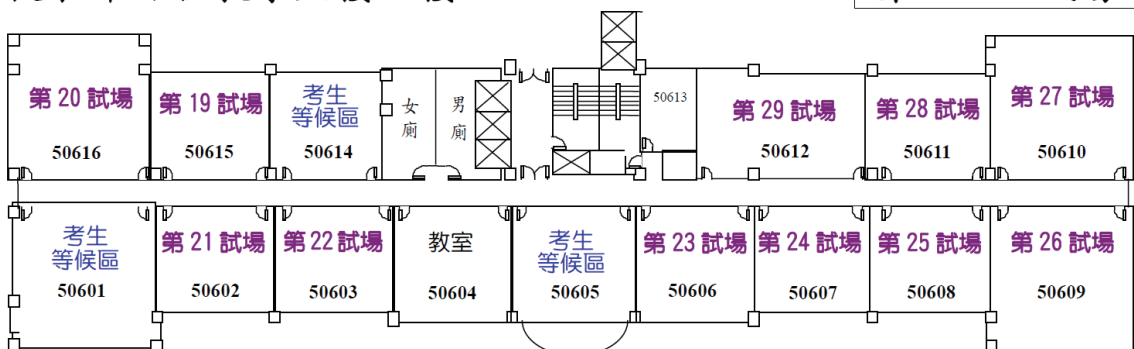 第 20 試場
50616
第 19 試場
50615
考生
等候區
50614
女廁
男廁
50613
第 29 試場
50612
第 28 試場
50611
第 27 試場
50610
考生
等候區
50601
第 21 試場
50602
第 22 試場
50603
教室
50604
考生
等候區
50605
第 23 試場
50606
第 24 試場
50607
第 25 試場
50608
第 26 試場
50609